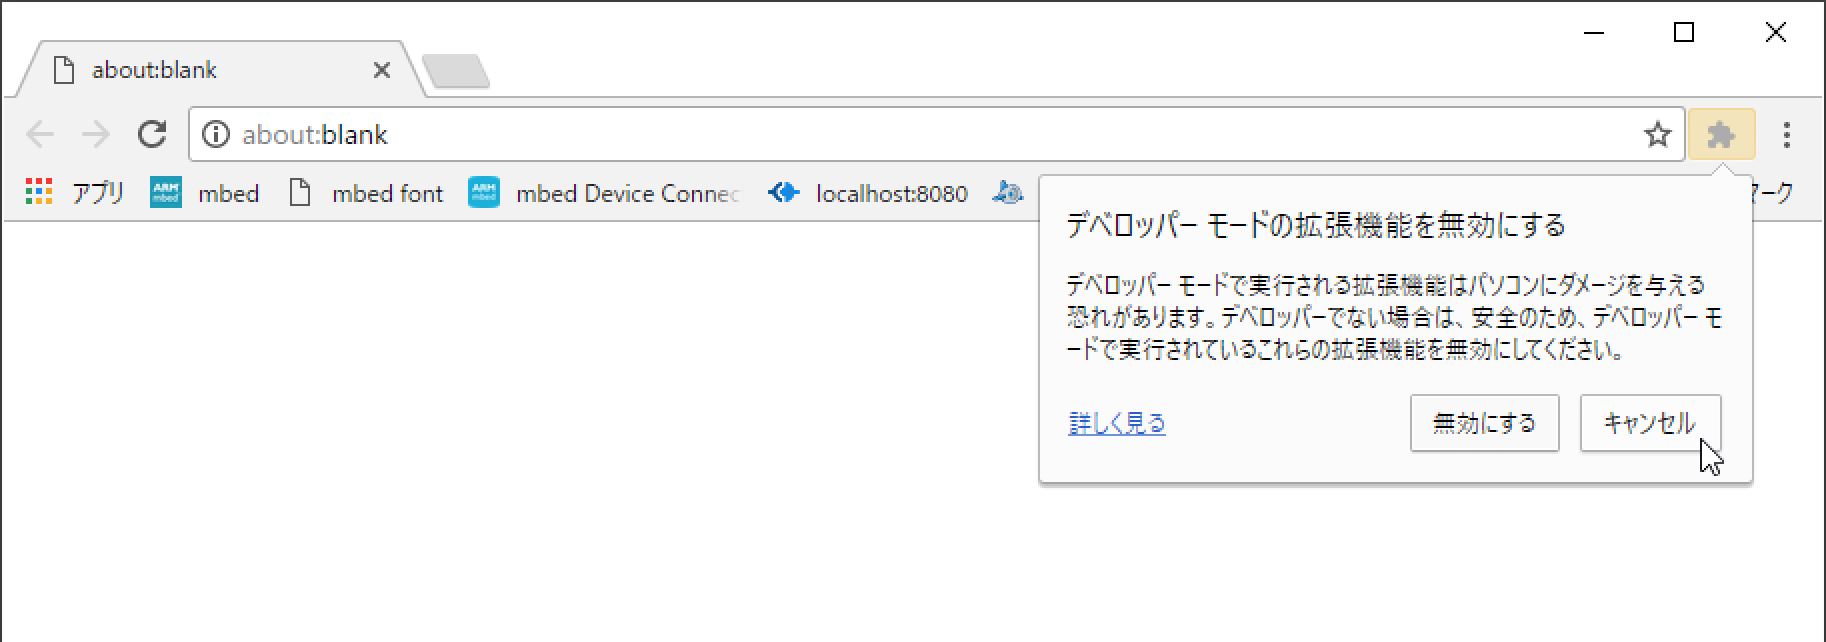 about:blank
about:blank
アプリ ARM mbed mbed mbed font ARM mbed mbed Device Connec localhost:8080 マーク
デベロッパー モードの拡張機能を無効にする
デベロッパー モードで実行される拡張機能はパソコンにダメージを与える
恐れがあります。デベロッパーでない場合は、安全のため、デベロッパー モ
ードで実行されているこれらの拡張機能を無効にしてください。
詳しく見る 無効にする キャンセル